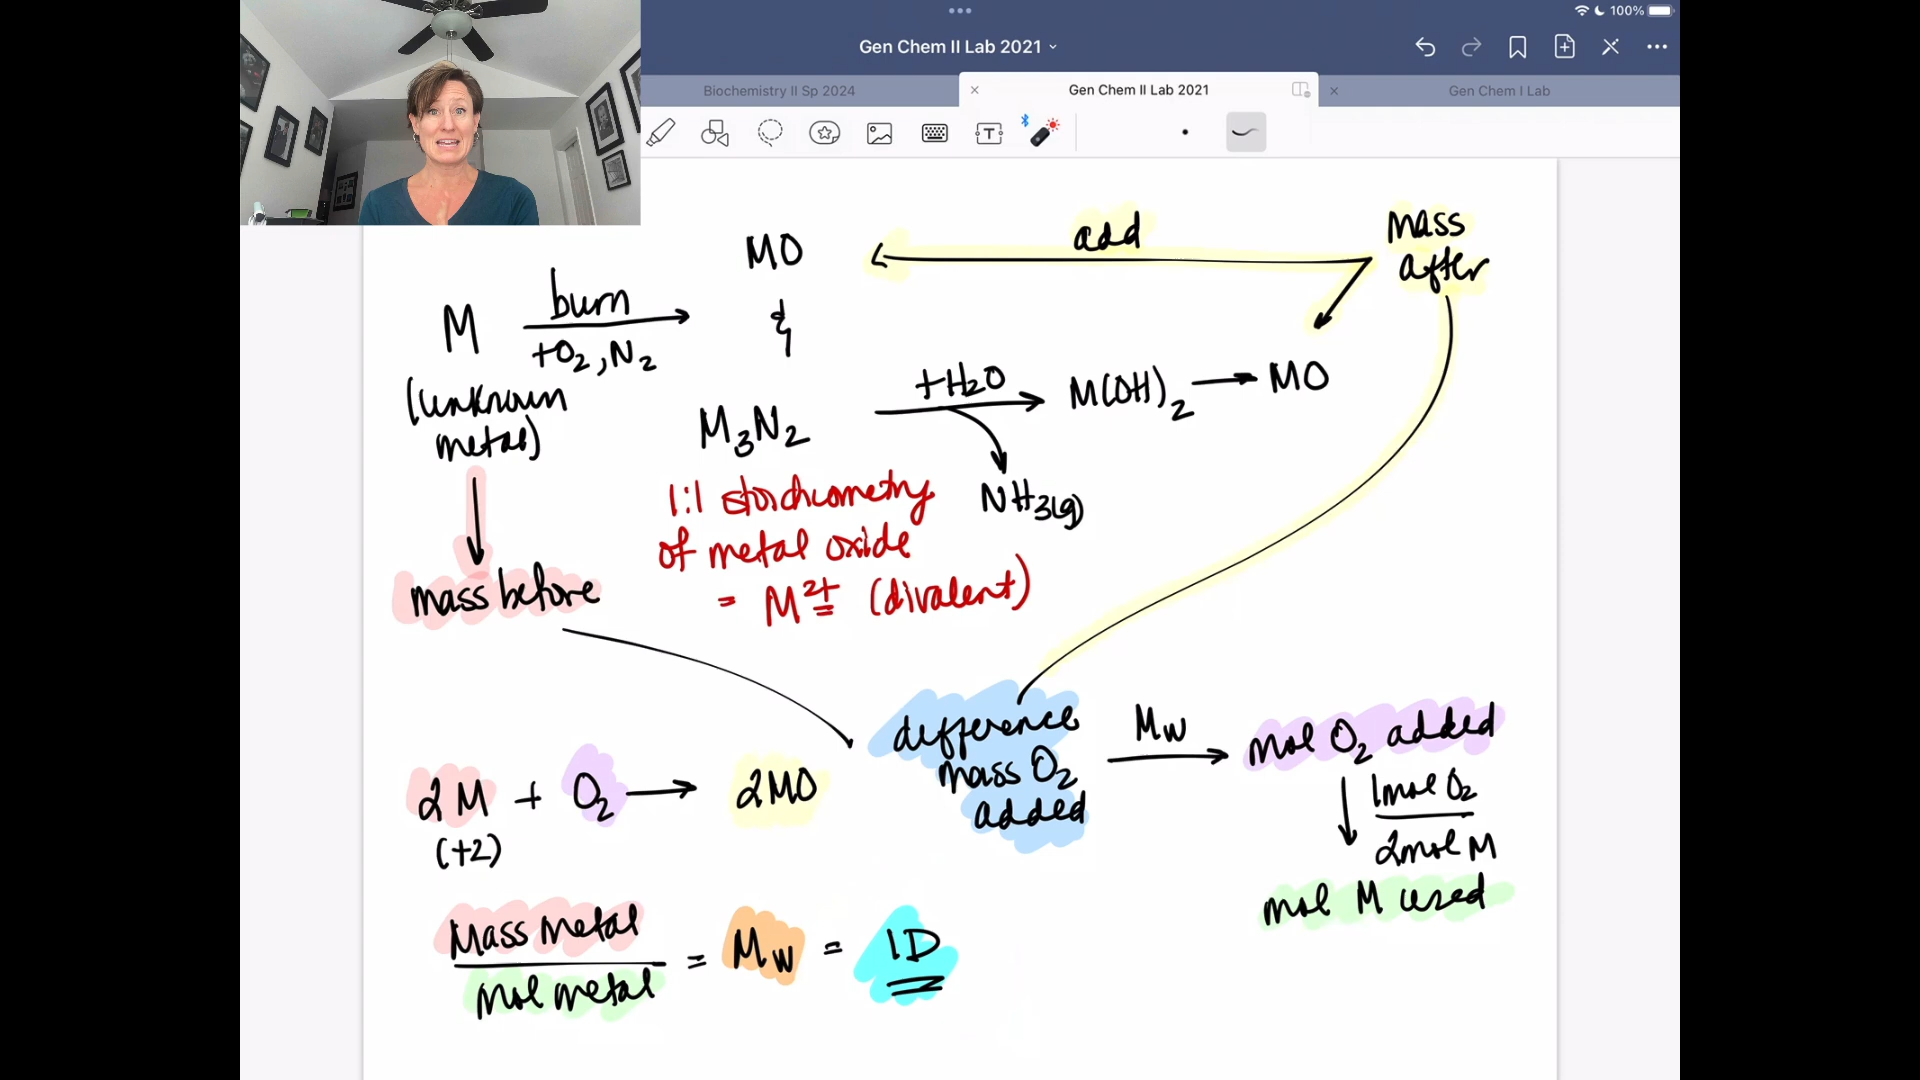 100%
Gen Chem II Lab 2021
Biochemistry II Sp 2024
Gen Chem II Lab 2021
Gen Chem I Lab
T
MO
add
mass
after
M
burn
+O₂, N₂
&
(unknown
metal)
M₃N₂
+H₂O
M(OH)₂ → MO
NH₃(g)
1:1 stoichiometry
of metal oxide
= M²⁺ (divalent)
mass before
difference
mass O₂
added
Mw
mol O₂ added
1mol O₂
2mol M
mol M used
2M + O₂ → 2MO
(+2)
Mass metal
mol metal
= Mw = ID